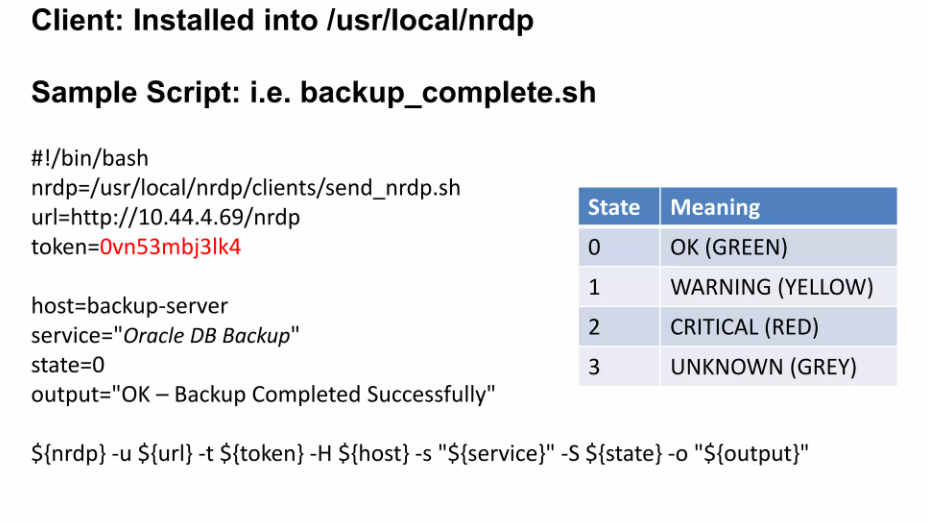 Client: Installed into /usr/local/nrdp
Sample Script: i.e. backup_complete.sh
#!/bin/bash
nrdp=/usr/local/nrdp/clients/send_nrdp.sh
url=http://10.44.4.69/nrdp
token=0vn53mbj3lk4
host=backup-server
service="Oracle DB Backup"
state=0
output="OK – Backup Completed Successfully"
${nrdp} -u ${url} -t ${token} -H ${host} -s "${service}" -S ${state} -o "${output}"
State Meaning
0 OK (GREEN)
1 WARNING (YELLOW)
2 CRITICAL (RED)
3 UNKNOWN (GREY)